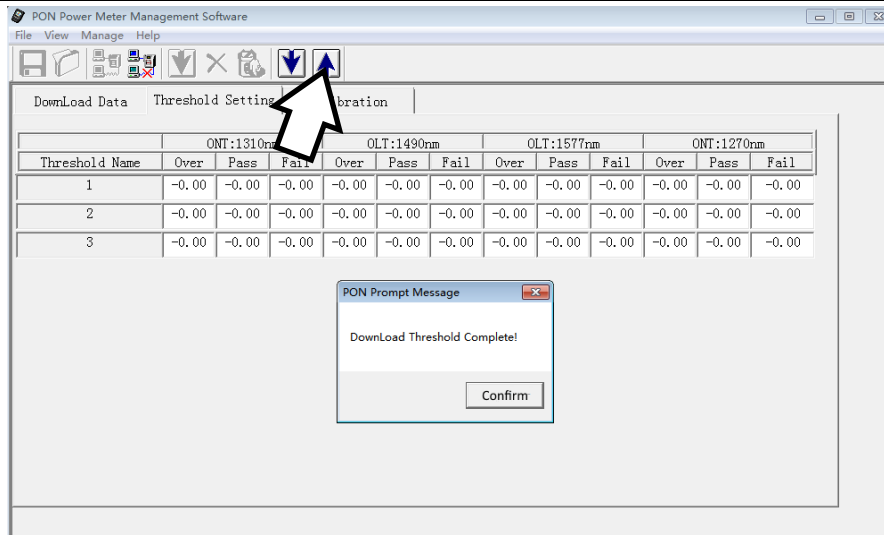 PON Power Meter Management Software
File View Manage Help
DownLoad Data Threshold Setting bration
ONT:1310n OLT:1490nm OLT:1577nm ONT:1270nm
Threshold Name Over Pass Fail Over Pass Fail Over Pass Fail Over Pass Fail
1 -0.00 -0.00 -0.00 -0.00 -0.00 -0.00 -0.00 -0.00 -0.00 -0.00 -0.00 -0.00
2 -0.00 -0.00 -0.00 -0.00 -0.00 -0.00 -0.00 -0.00 -0.00 -0.00 -0.00 -0.00
3 -0.00 -0.00 -0.00 -0.00 -0.00 -0.00 -0.00 -0.00 -0.00 -0.00 -0.00 -0.00
PON Prompt Message
DownLoad Threshold Complete!
Confirm